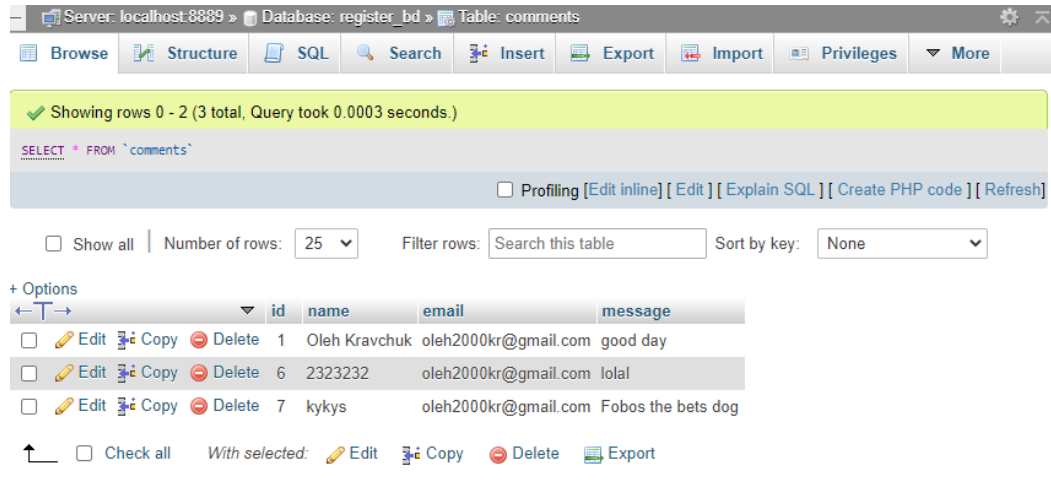 Server: localhost:8889 » Database: register_bd » Table: comments
Browse Structure SQL Search Insert Export Import Privileges More
Showing rows 0 - 2 (3 total, Query took 0.0003 seconds.)
SELECT * FROM `comments`
Profiling [Edit inline] [ Edit ] [ Explain SQL ] [ Create PHP code ] [ Refresh]
Show all | Number of rows: 25 Filter rows: Search this table Sort by key: None
+ Options
←T→ id name email message
Edit Copy Delete 1 Oleh Kravchuk oleh2000kr@gmail.com good day
Edit Copy Delete 6 2323232 oleh2000kr@gmail.com lolal
Edit Copy Delete 7 kykys oleh2000kr@gmail.com Fobos the bets dog
Check all With selected: Edit Copy Delete Export